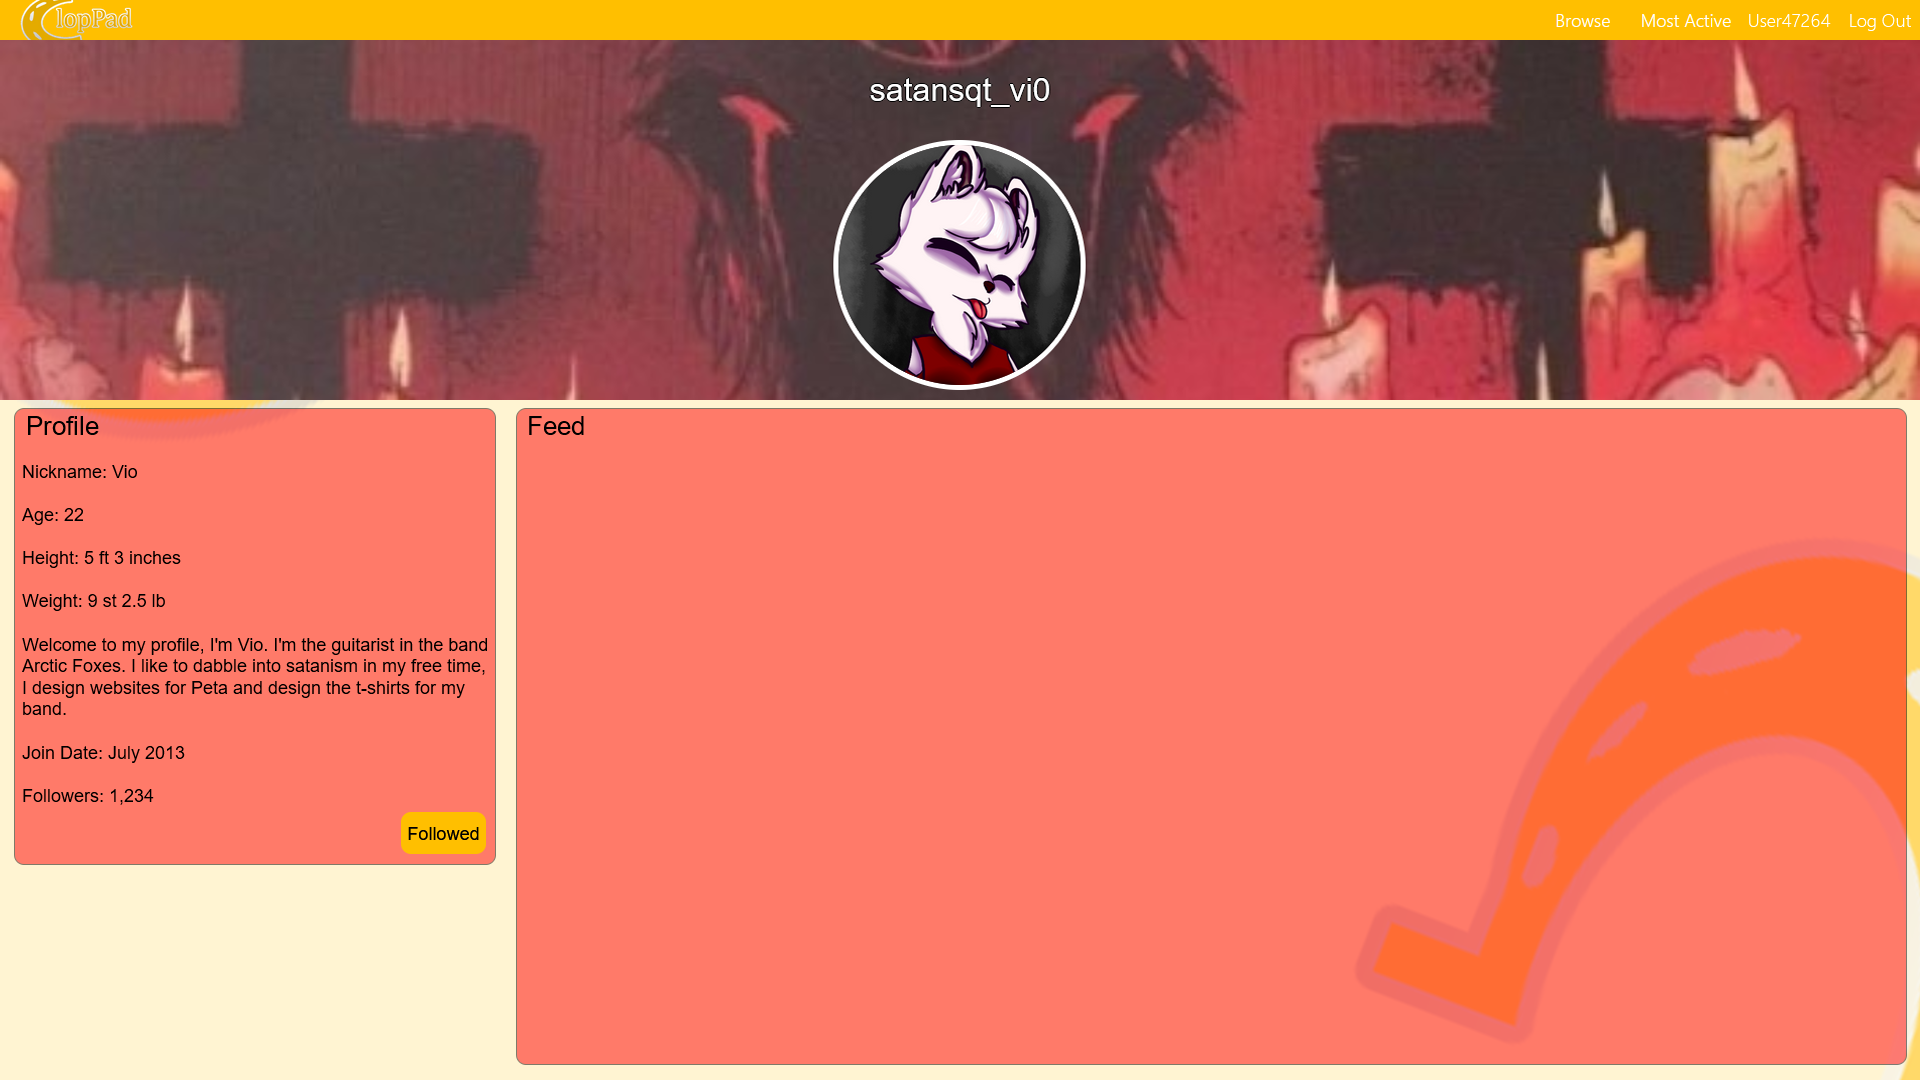 lopPad
Browse Most Active User47264 Log Out
satansqt_vi0
Profile
Nickname: Vio
Age: 22
Height: 5 ft 3 inches
Weight: 9 st 2.5 lb
Welcome to my profile, I'm Vio. I'm the guitarist in the band
Arctic Foxes. I like to dabble into satanism in my free time,
I design websites for Peta and design the t-shirts for my
band.
Join Date: July 2013
Followers: 1,234
Followed
Feed